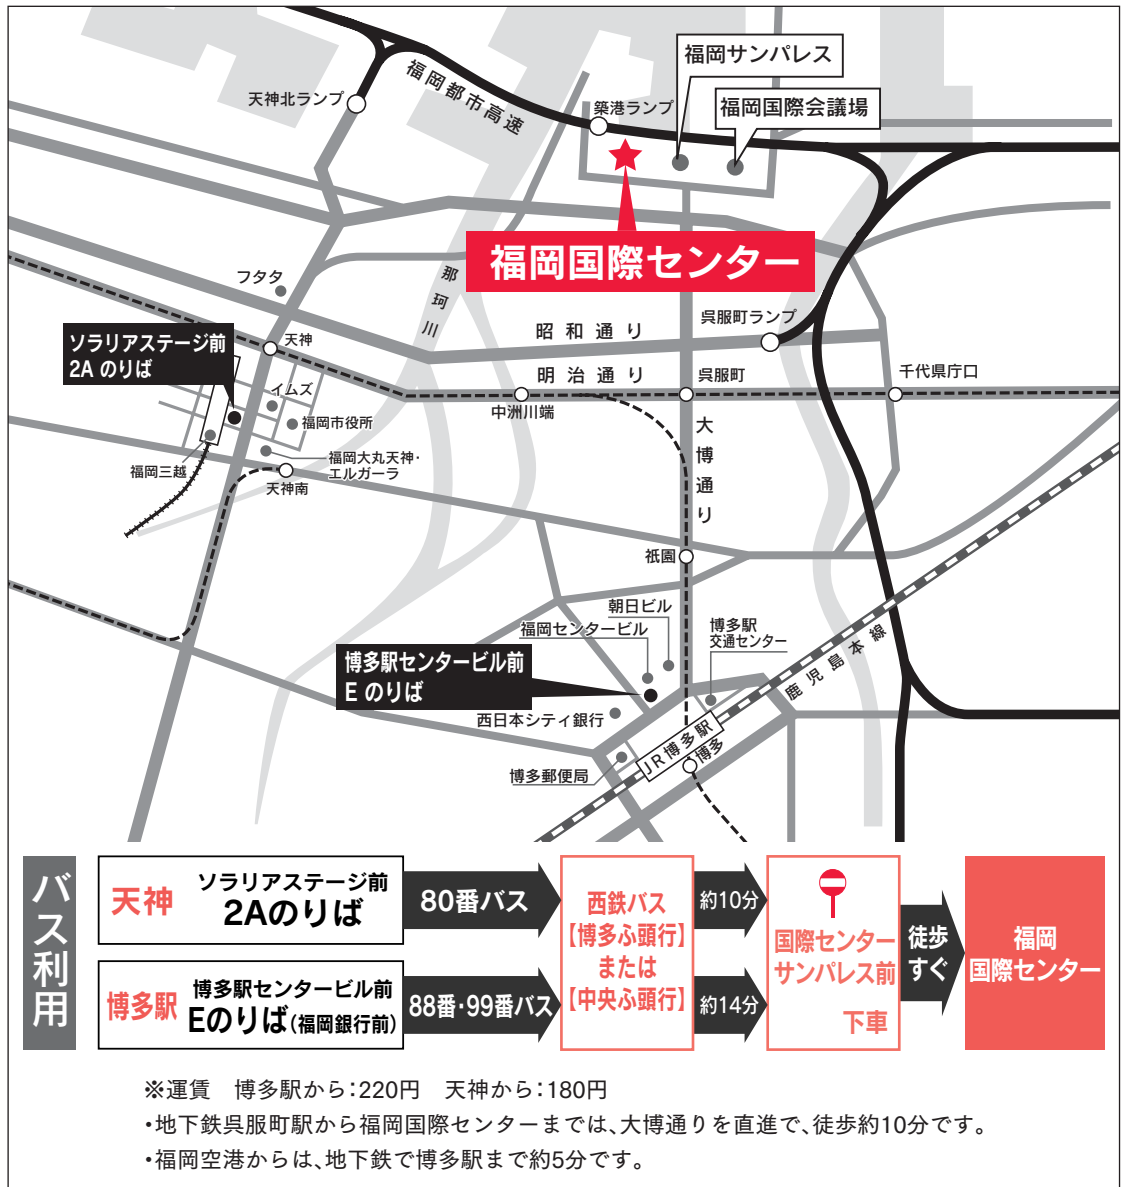 福岡サンパレス
天神北ランプ
福岡都市高速
築港ランプ
福岡国際会議場
福岡国際センター
那珂川
フタタ
ソラリアステージ前
2A のりば
天神
昭和通り
呉服町ランプ
明治通り
呉服町
千代県庁口
イムズ
中洲川端
福岡市役所
大博通り
福岡三越
福岡大丸天神・
エルガーラ
天神南
祇園
朝日ビル
福岡センタービル
博多駅
交通センター
鹿児島本線
博多駅センタービル前
E のりば
西日本シティ銀行
JR博多駅
博多
博多郵便局
バス利用
天神
ソラリアステージ前
2Aのりば
80番バス
博多駅
博多駅センタービル前
Eのりば(福岡銀行前)
88番・99番バス
西鉄バス
【博多ふ頭行】
または
【中央ふ頭行】
約10分
約14分
国際センター
サンパレス前
下車
徒歩
すぐ
福岡
国際センター
※運賃　博多駅から:220円　天神から:180円
・地下鉄呉服町駅から福岡国際センターまでは、大博通りを直進で、徒歩約10分です。
・福岡空港からは、地下鉄で博多駅まで約5分です。